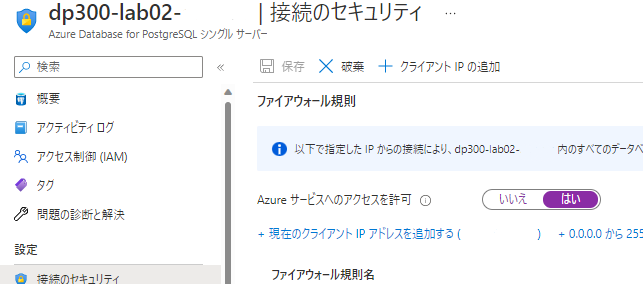 dp300-lab02- | 接続のセキュリティ ...
Azure Database for PostgreSQL シングル サーバー
検索 «
保存 破棄 + クライアント IP の追加
概要
アクティビティ ログ
アクセス制御 (IAM)
タグ
問題の診断と解決
設定
接続のセキュリティ
ファイアウォール規則
以下で指定した IP からの接続により、dp300-lab02- 内のすべてのデータベ
Azure サービスへのアクセスを許可 いいえ はい
+ 現在のクライアント IP アドレスを追加する ( ) + 0.0.0.0 から 255
ファイアウォール規則名